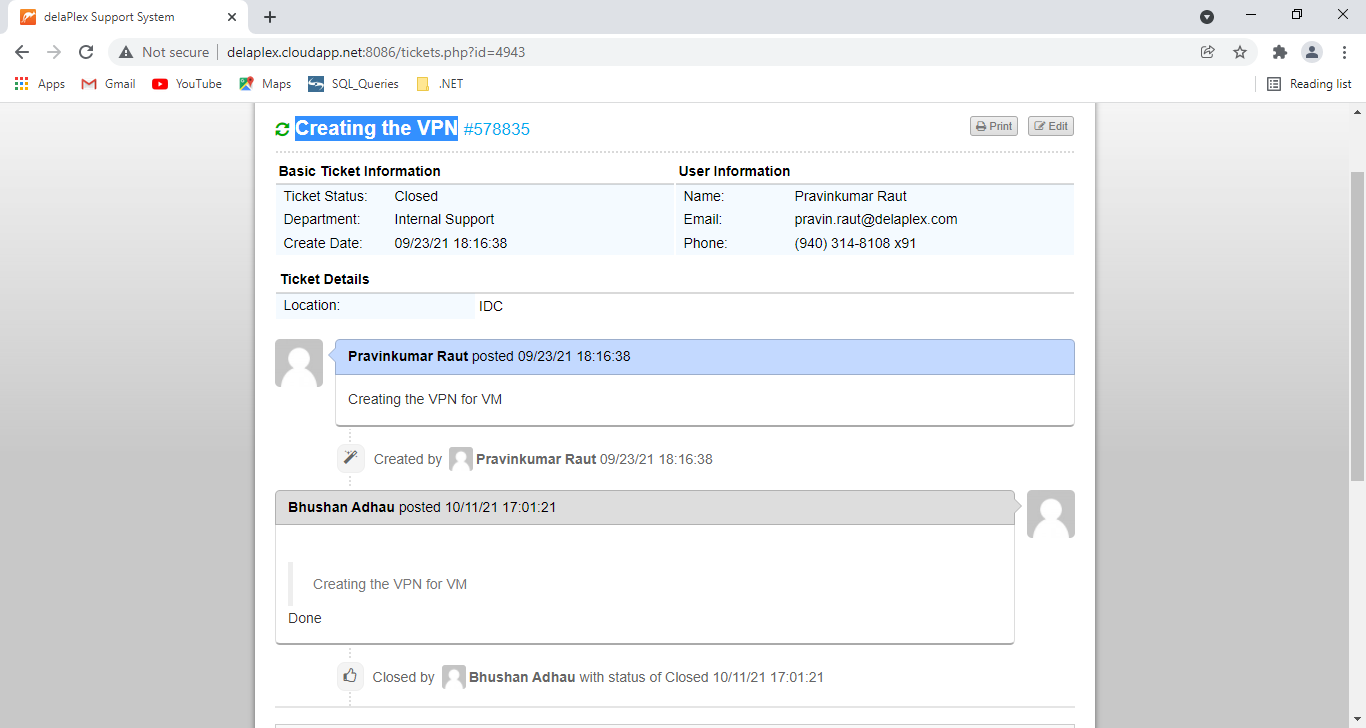 delaPlex Support System
Not secure delaplex.cloudapp.net:8086/tickets.php?id=4943
Apps Gmail YouTube Maps SQL_Queries .NET Reading list
Creating the VPN #578835 Print Edit
Basic Ticket Information User Information
Ticket Status: Closed Name: Pravinkumar Raut
Department: Internal Support Email: pravin.raut@delaplex.com
Create Date: 09/23/21 18:16:38 Phone: (940) 314-8108 x91
Ticket Details
Location: IDC
Pravinkumar Raut posted 09/23/21 18:16:38
Creating the VPN for VM
Created by Pravinkumar Raut 09/23/21 18:16:38
Bhushan Adhau posted 10/11/21 17:01:21
Creating the VPN for VM
Done
Closed by Bhushan Adhau with status of Closed 10/11/21 17:01:21